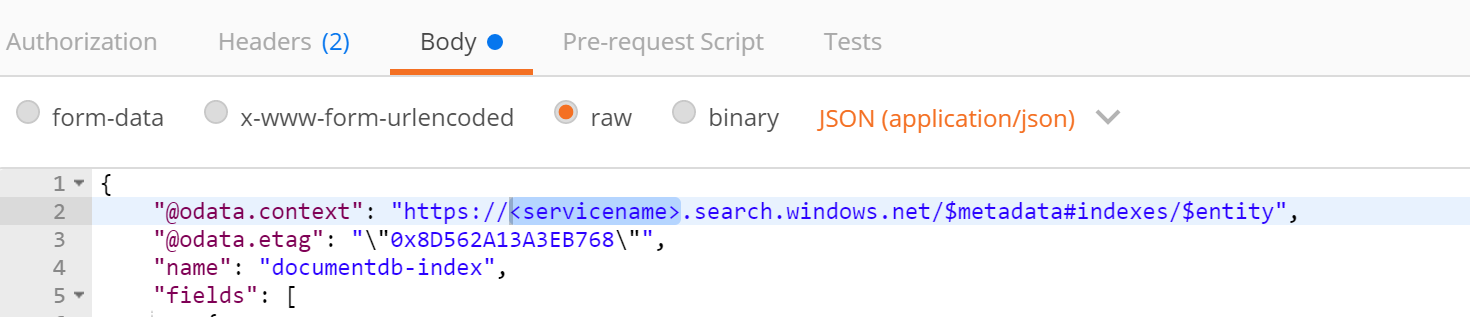 Authorization Headers (2) Body Pre-request Script Tests
form-data x-www-form-urlencoded raw binary JSON (application/json)
1 {
2 "@odata.context": "https://<servicename>.search.windows.net/$metadata#indexes/$entity",
3 "@odata.etag": "\"0x8D562A13A3EB768\"",
4 "name": "documentdb-index",
5 "fields": [